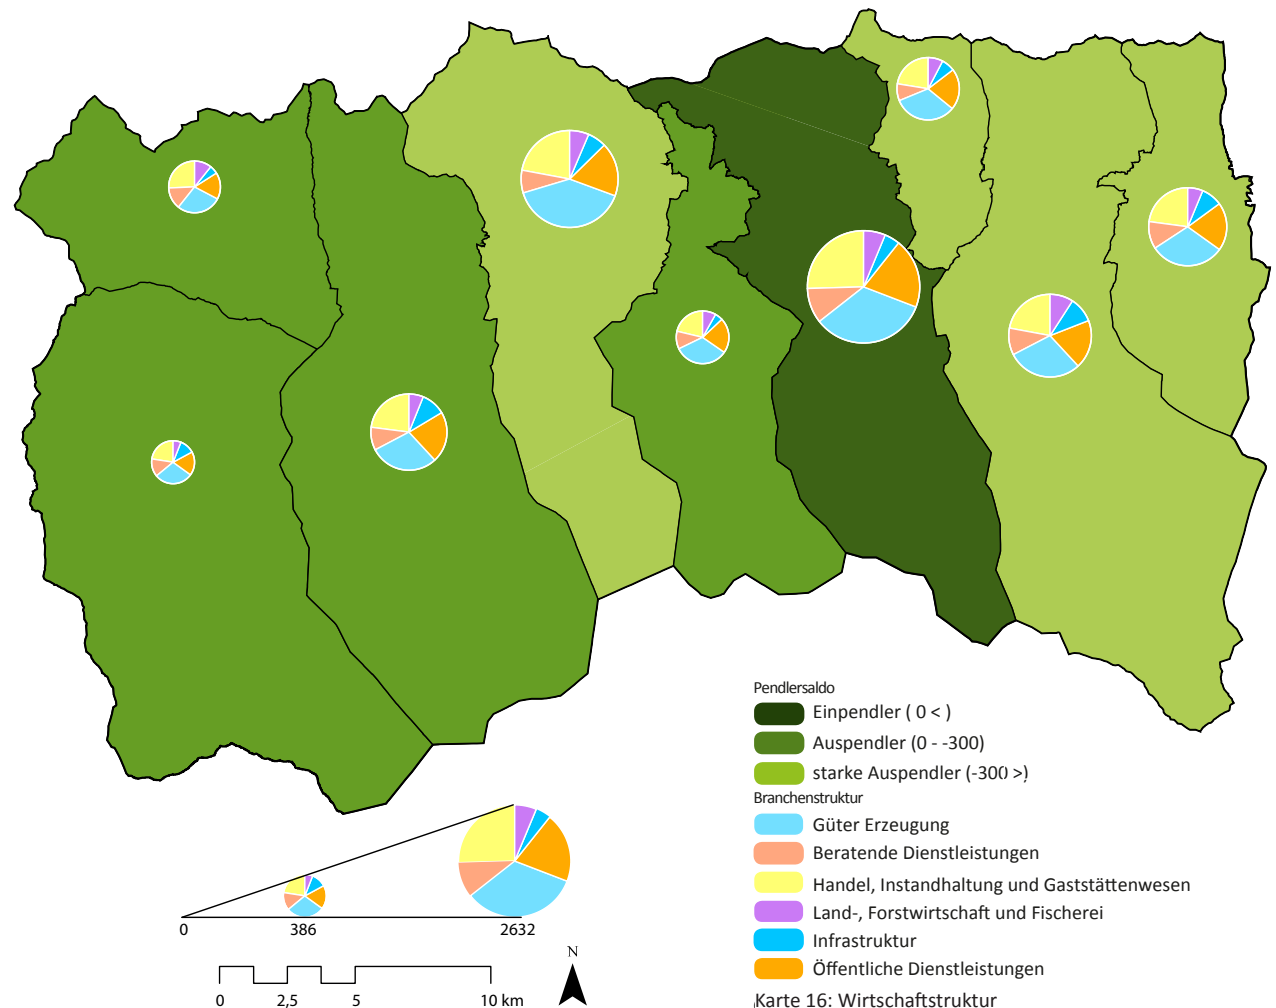 Pendlersaldo
Einpendler ( 0 < )
Auspendler (0 - -300)
starke Auspendler (-300 >)
Branchenstruktur
Güter Erzeugung
Beratende Dienstleistungen
Handel, Instandhaltung und Gaststättenwesen
Land-, Forstwirtschaft und Fischerei
Infrastruktur
Öffentliche Dienstleistungen
Karte 16: Wirtschaftstruktur
0 386 2632
N
0 2,5 5 10 km